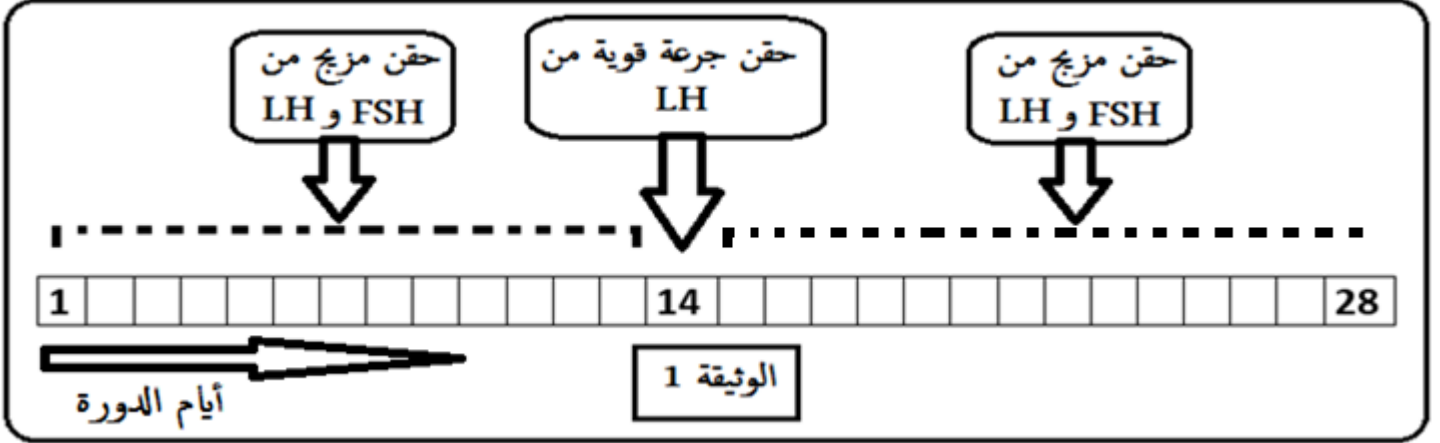 حقن مزيج من
FSH و LH
حقن جرعة قوية من
LH
حقن مزيج من
FSH و LH
1
14
28
أيام الدورة
الوثيقة 1